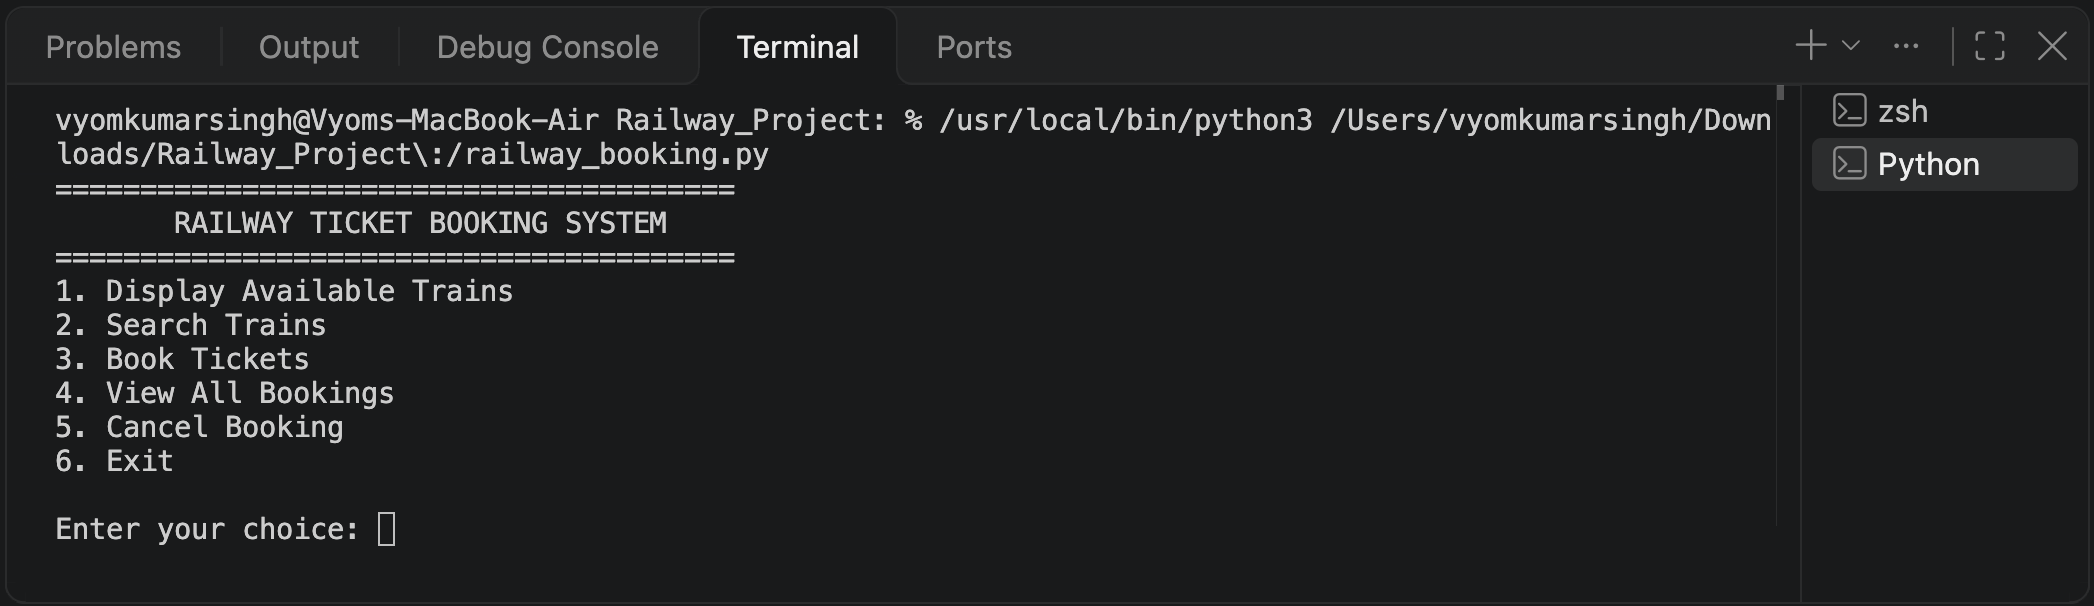 Problems Output Debug Console Terminal Ports
vyomkumarsingh@Vyoms-MacBook-Air Railway_Project: % /usr/local/bin/python3 /Users/vyomkumarsingh/Down
loads/Railway_Project\:/railway_booking.py
========================================
       RAILWAY TICKET BOOKING SYSTEM
========================================
1. Display Available Trains
2. Search Trains
3. Book Tickets
4. View All Bookings
5. Cancel Booking
6. Exit

Enter your choice:
zsh
Python